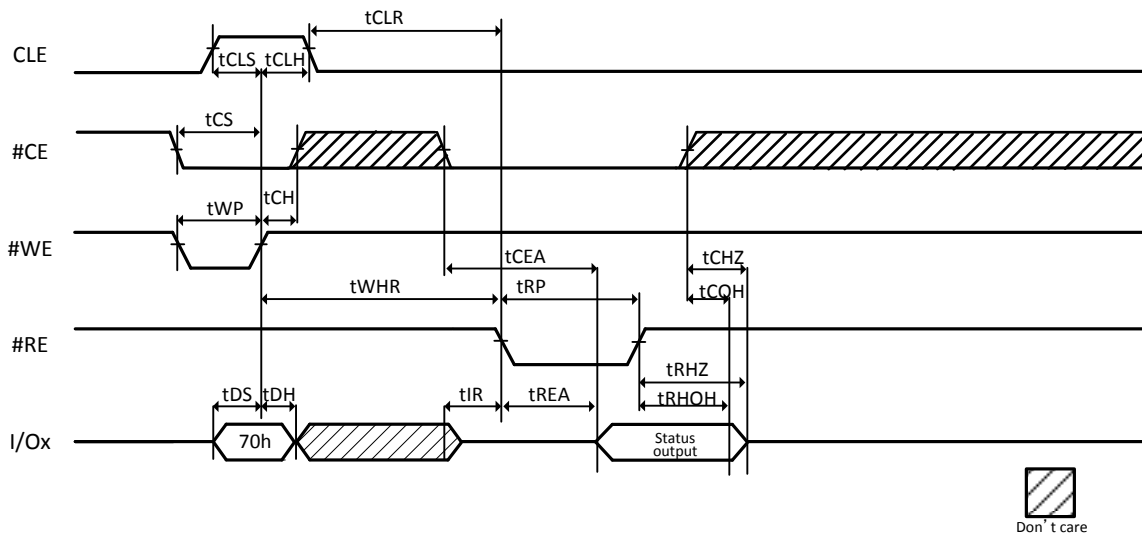 tCLR
CLE
tCLS
tCLH
tCS
#CE
tCH
tWP
#WE
tCEA
tCHZ
tWHR
tRP
tCOH
#RE
tRHZ
tDS
tDH
tIR
tREA
tRHOH
I/Ox
70h
Status
output
Don't care